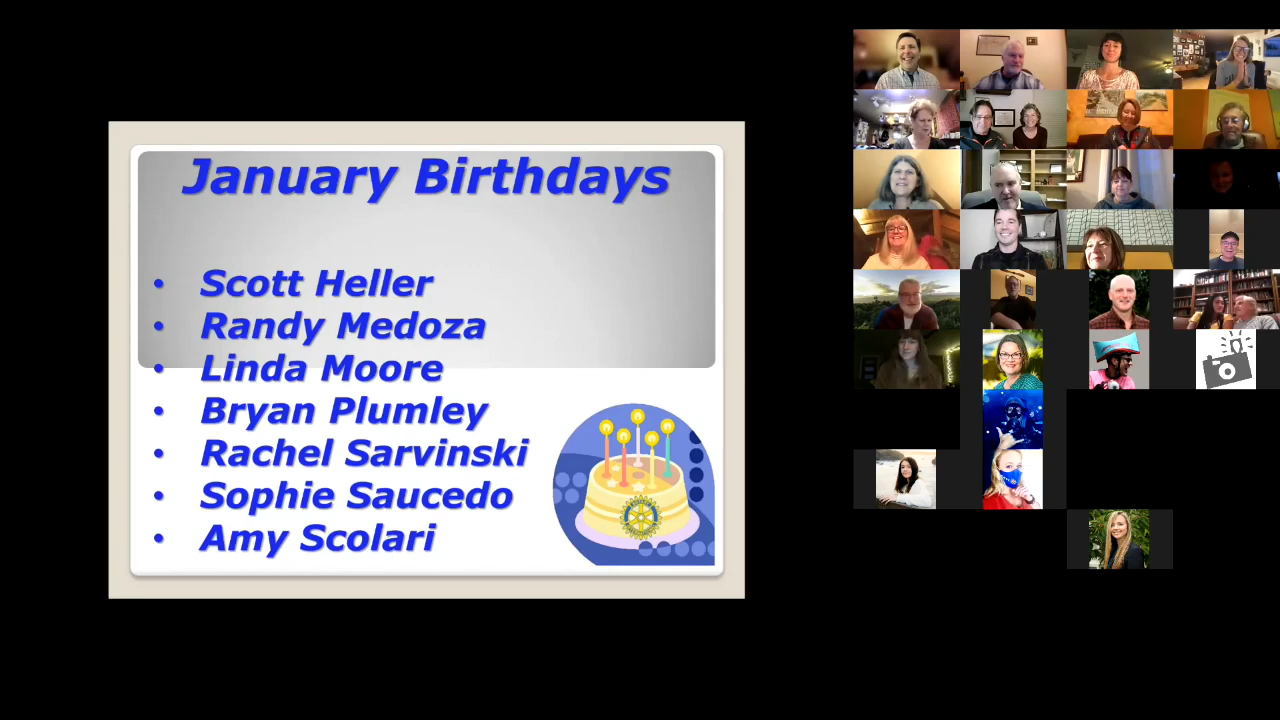 January Birthdays
• Scott Heller
• Randy Medoza
• Linda Moore
• Bryan Plumley
• Rachel Sarvinski
• Sophie Saucedo
• Amy Scolari